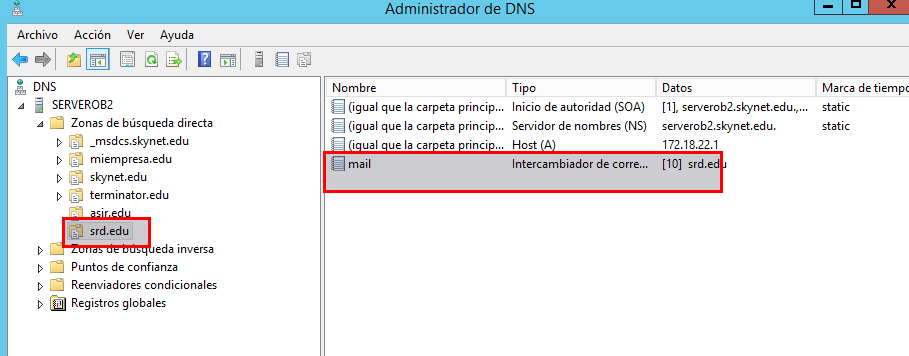 Administrador de DNS
Archivo Acción Ver Ayuda
DNS
SERVEROB2
Zonas de búsqueda directa
_msdcs.skynet.edu
miempresa.edu
skynet.edu
terminator.edu
asir.edu
srd.edu
Zonas de búsqueda inversa
Puntos de confianza
Reenviadores condicionales
Registros globales
Nombre Tipo Datos Marca de tiempo
(igual que la carpeta princip... Inicio de autoridad (SOA) [1], serverob2.skynet.edu.,... static
(igual que la carpeta princip... Servidor de nombres (NS) serverob2.skynet.edu. static
(igual que la carpeta princip... Host (A) 172.18.22.1
mail Intercambiador de corre... [10] srd.edu